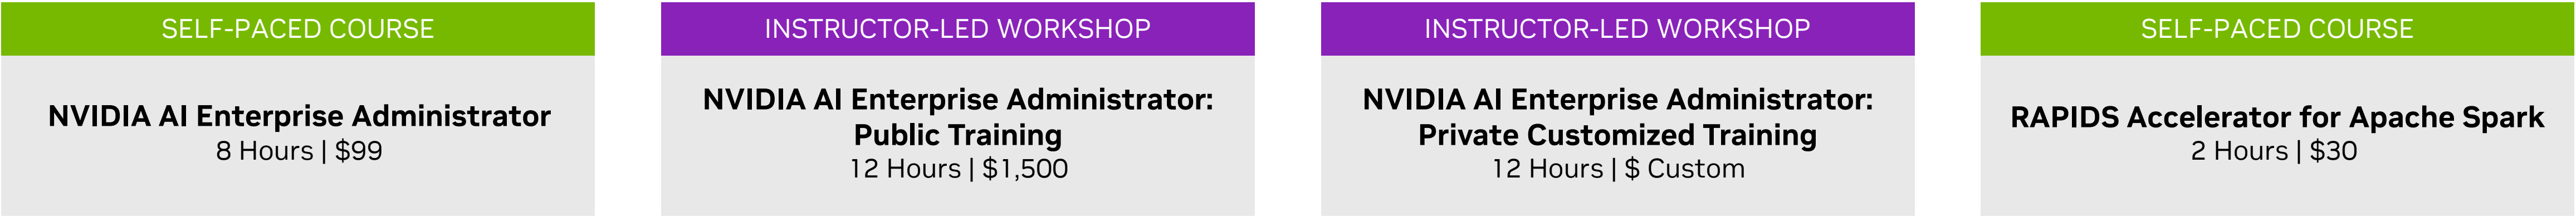 SELF-PACED COURSE
NVIDIA AI Enterprise Administrator
8 Hours | $99
INSTRUCTOR-LED WORKSHOP
NVIDIA AI Enterprise Administrator:
Public Training
12 Hours | $1,500
INSTRUCTOR-LED WORKSHOP
NVIDIA AI Enterprise Administrator:
Private Customized Training
12 Hours | $ Custom
SELF-PACED COURSE
RAPIDS Accelerator for Apache Spark
2 Hours | $30